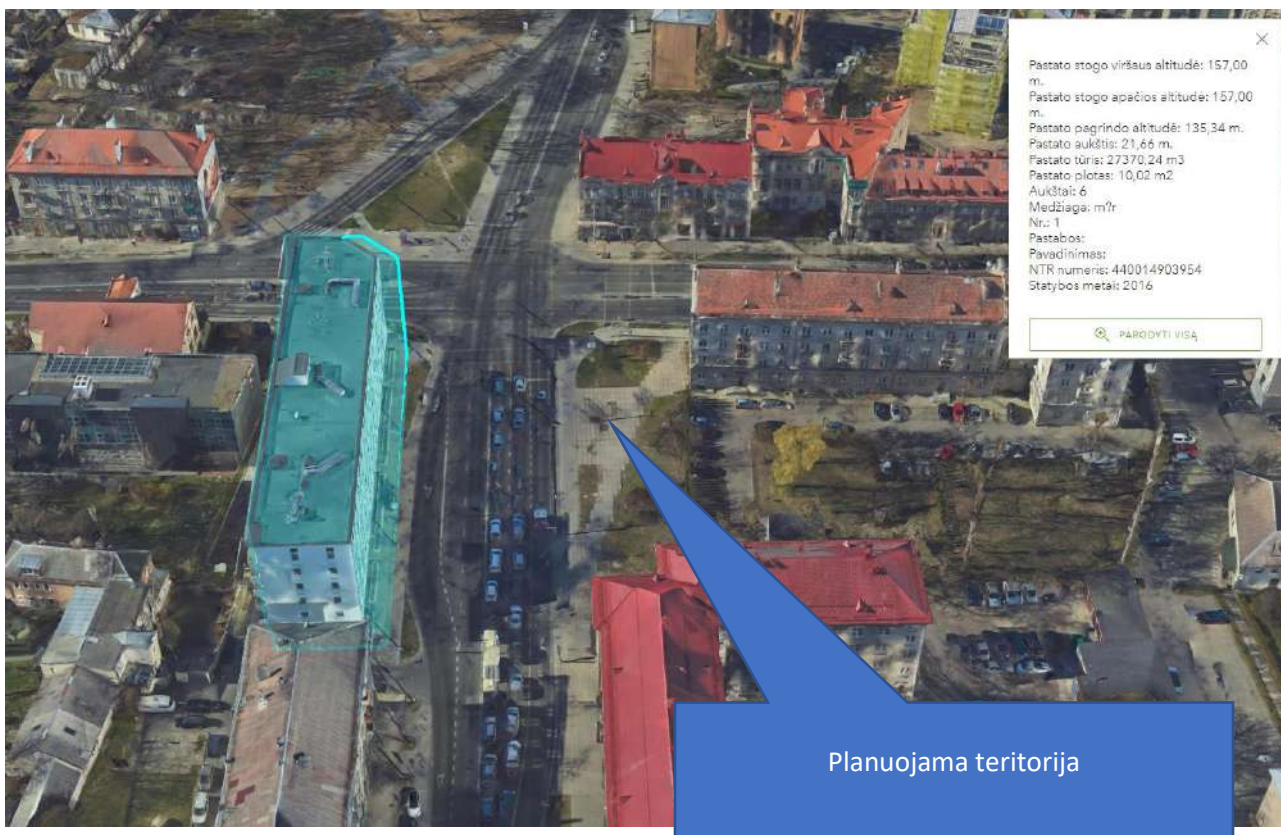 Pastato stogo viršaus altitudė: 157,00
m.
Pastato stogo apačios altitudė: 157,00
m.
Pastato pagrindo altitudė: 135,34 m.
Pastato aukštis: 21,66 m.
Pastato tūris: 27370,24 m3
Pastato plotas: 10,02 m2
Aukštai: 6
Medžiaga: m?r
Nr.: 1
Pastabos:
Pavadinimas:
NTR numeris: 440014903954
Statybos metai: 2016
PARODYTI VISĄ
Planuojama teritorija